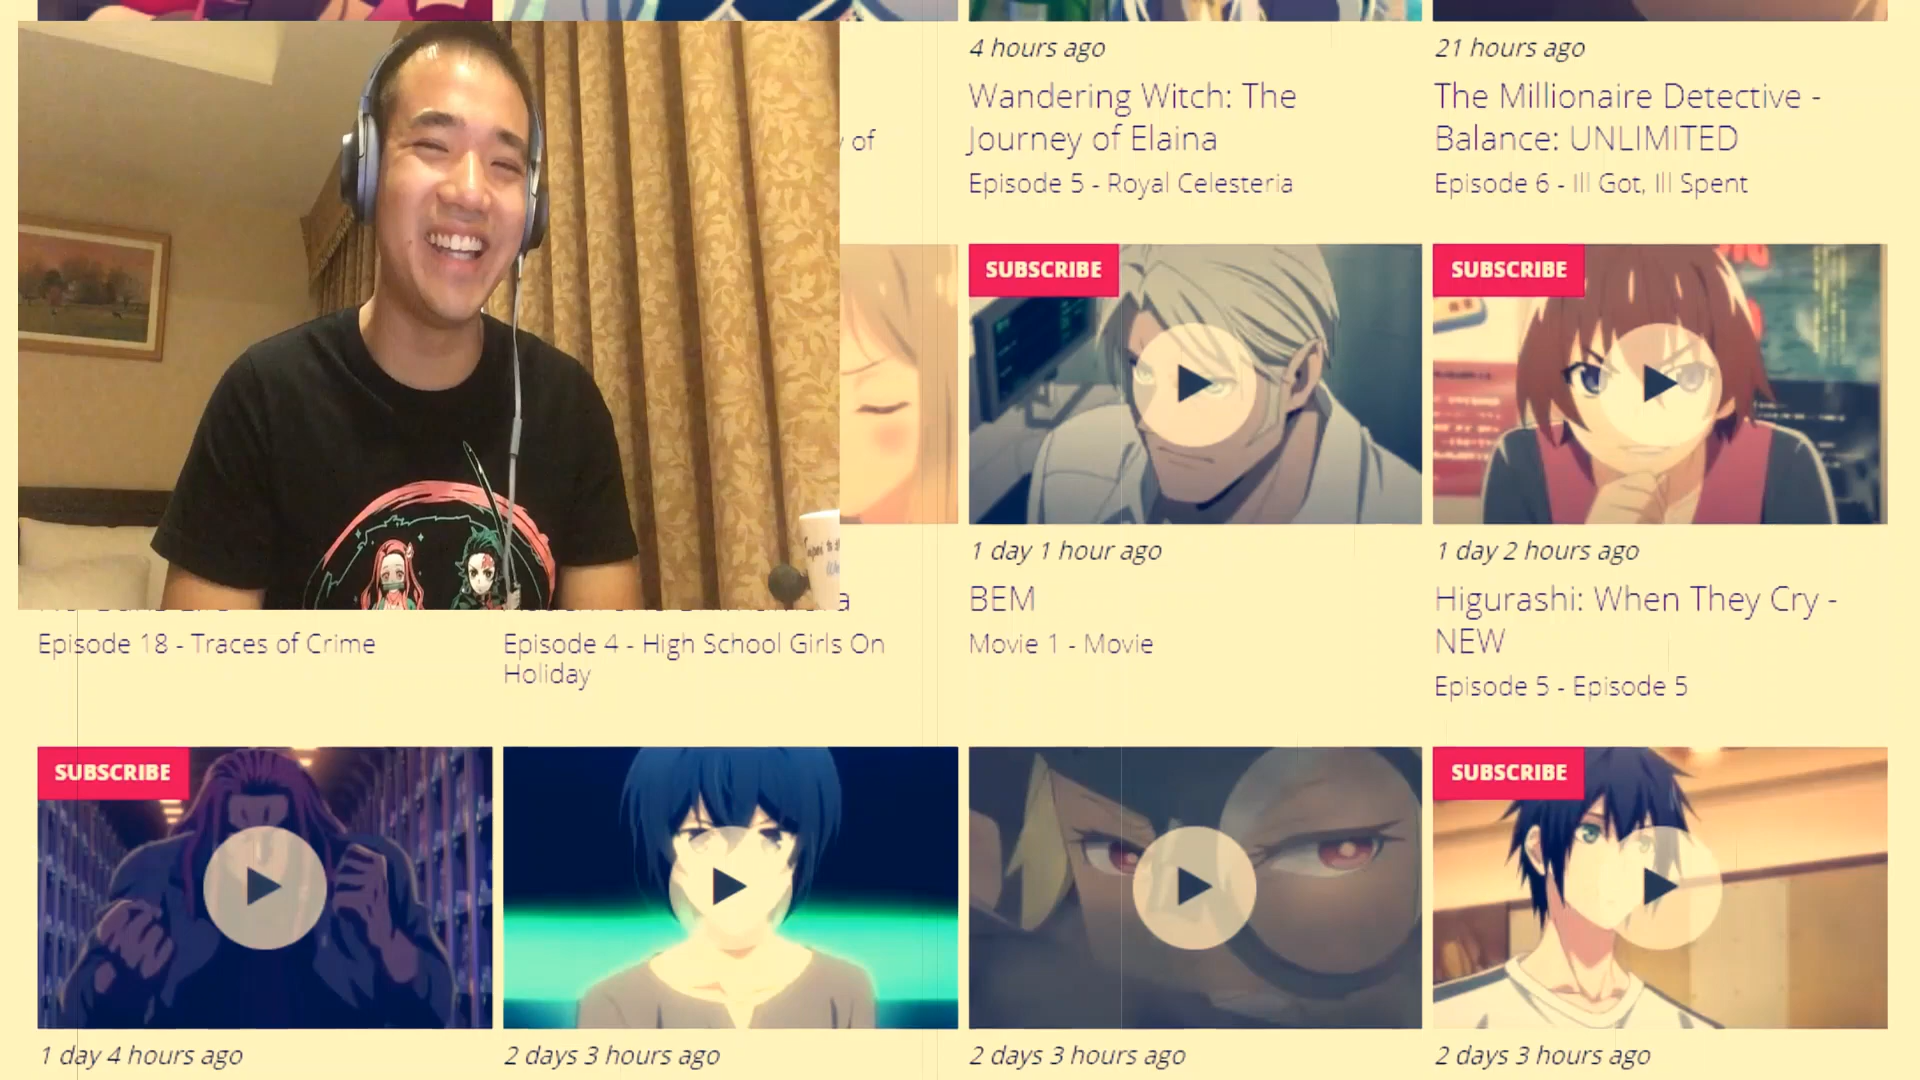 4 hours ago
21 hours ago
Wandering Witch: The
Journey of Elaina
The Millionaire Detective -
Balance: UNLIMITED
of
Episode 5 - Royal Celesteria
Episode 6 - Ill Got, Ill Spent
SUBSCRIBE
SUBSCRIBE
1 day 1 hour ago
1 day 2 hours ago
BEM
Higurashi: When They Cry -
NEW
Episode 18 - Traces of Crime
Episode 4 - High School Girls On
Holiday
Movie 1 - Movie
Episode 5 - Episode 5
SUBSCRIBE
SUBSCRIBE
1 day 4 hours ago
2 days 3 hours ago
2 days 3 hours ago
2 days 3 hours ago